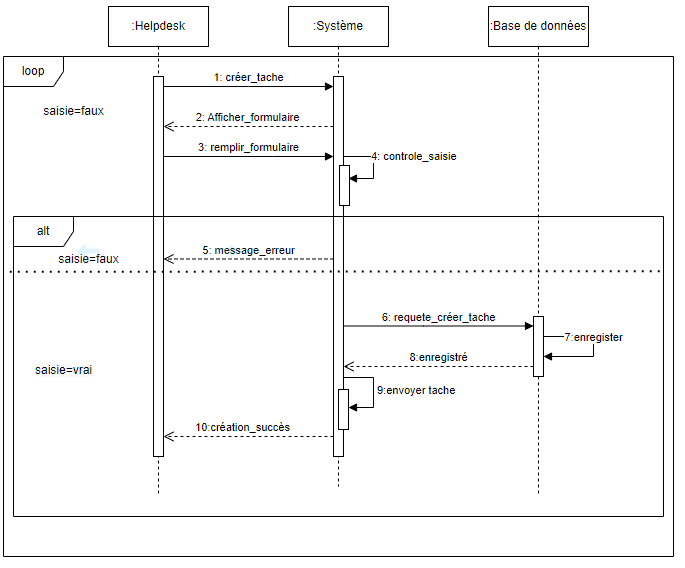 :Helpdesk
:Système
:Base de données
loop
1: créer_tache
saisie=faux
2: Afficher_formulaire
3: remplir_formulaire
4: controle_saisie
alt
5: message_erreur
saisie=faux
6: requete_créer_tache
7:enregister
8:enregistré
saisie=vrai
9:envoyer tache
10:création_succès